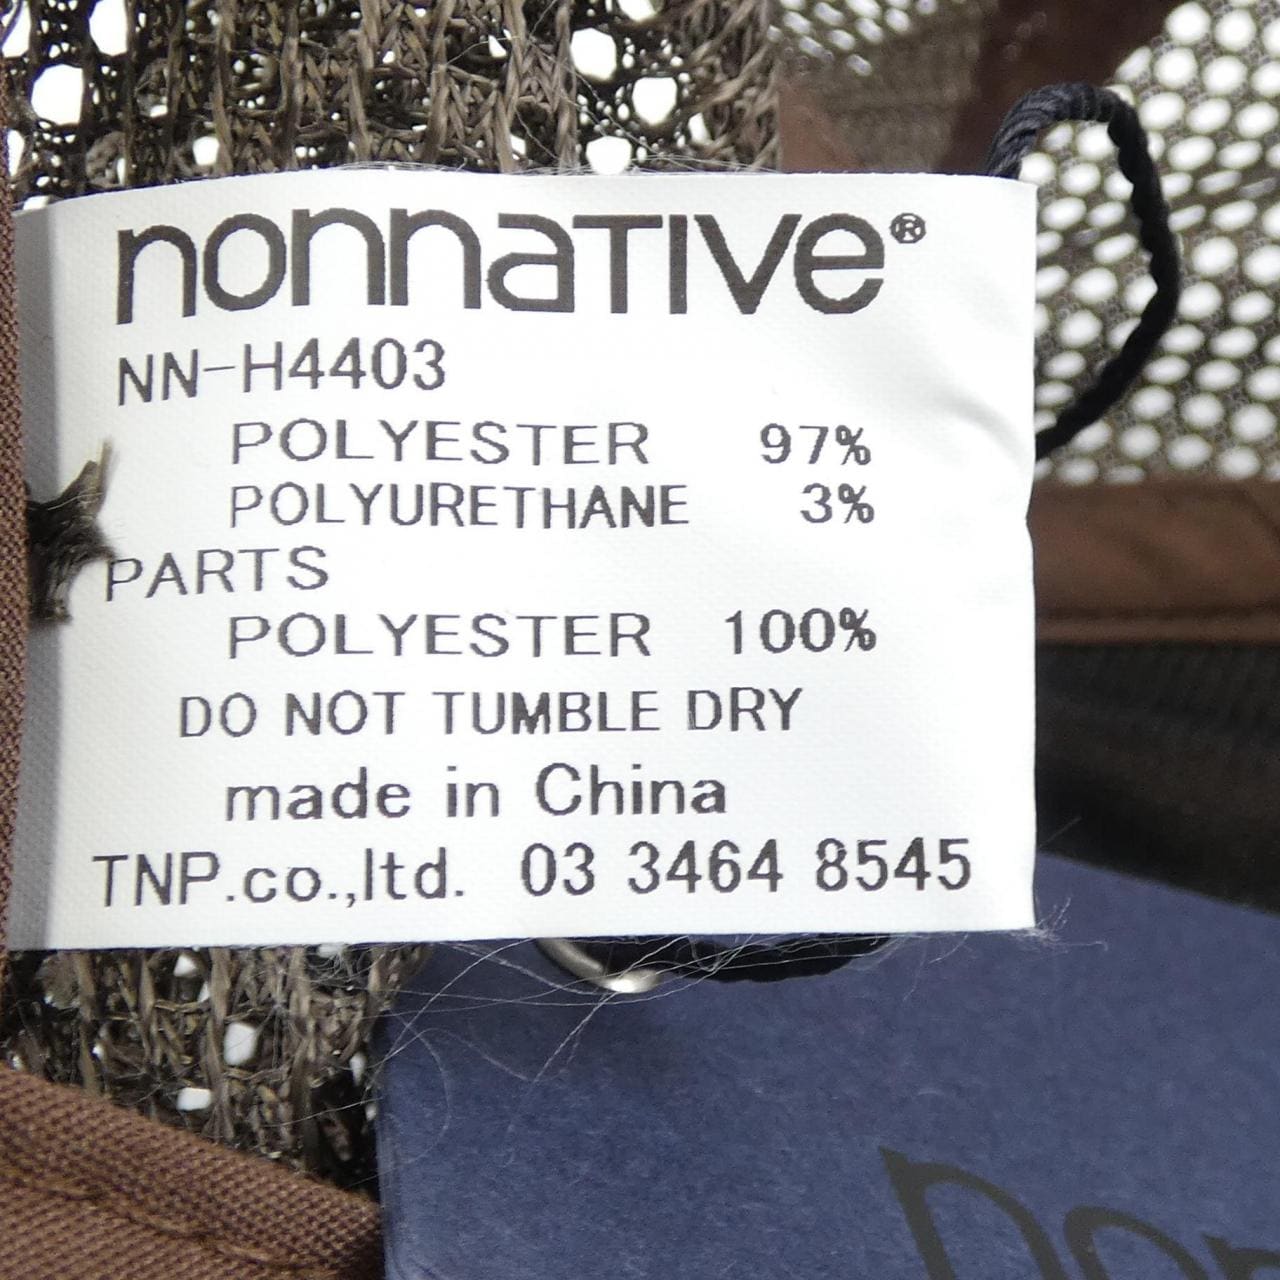 nonnative®
NN-H4403
POLYESTER 97%
POLYURETHANE 3%
PARTS
POLYESTER 100%
DO NOT TUMBLE DRY
made in China
TNP.co.,ltd. 03 3464 8545